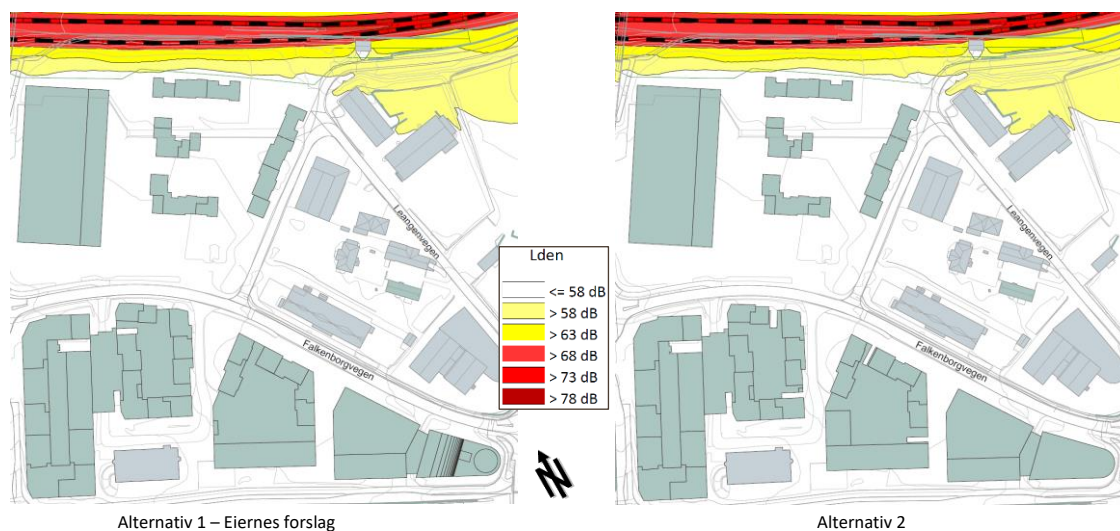 Leangenvegen
Falkenborgvegen
Lden
<= 58 dB
> 58 dB
> 63 dB
> 68 dB
> 73 dB
> 78 dB
N
Leangenvegen
Falkenborgvegen
Alternativ 1 – Eiernes forslag
Alternativ 2